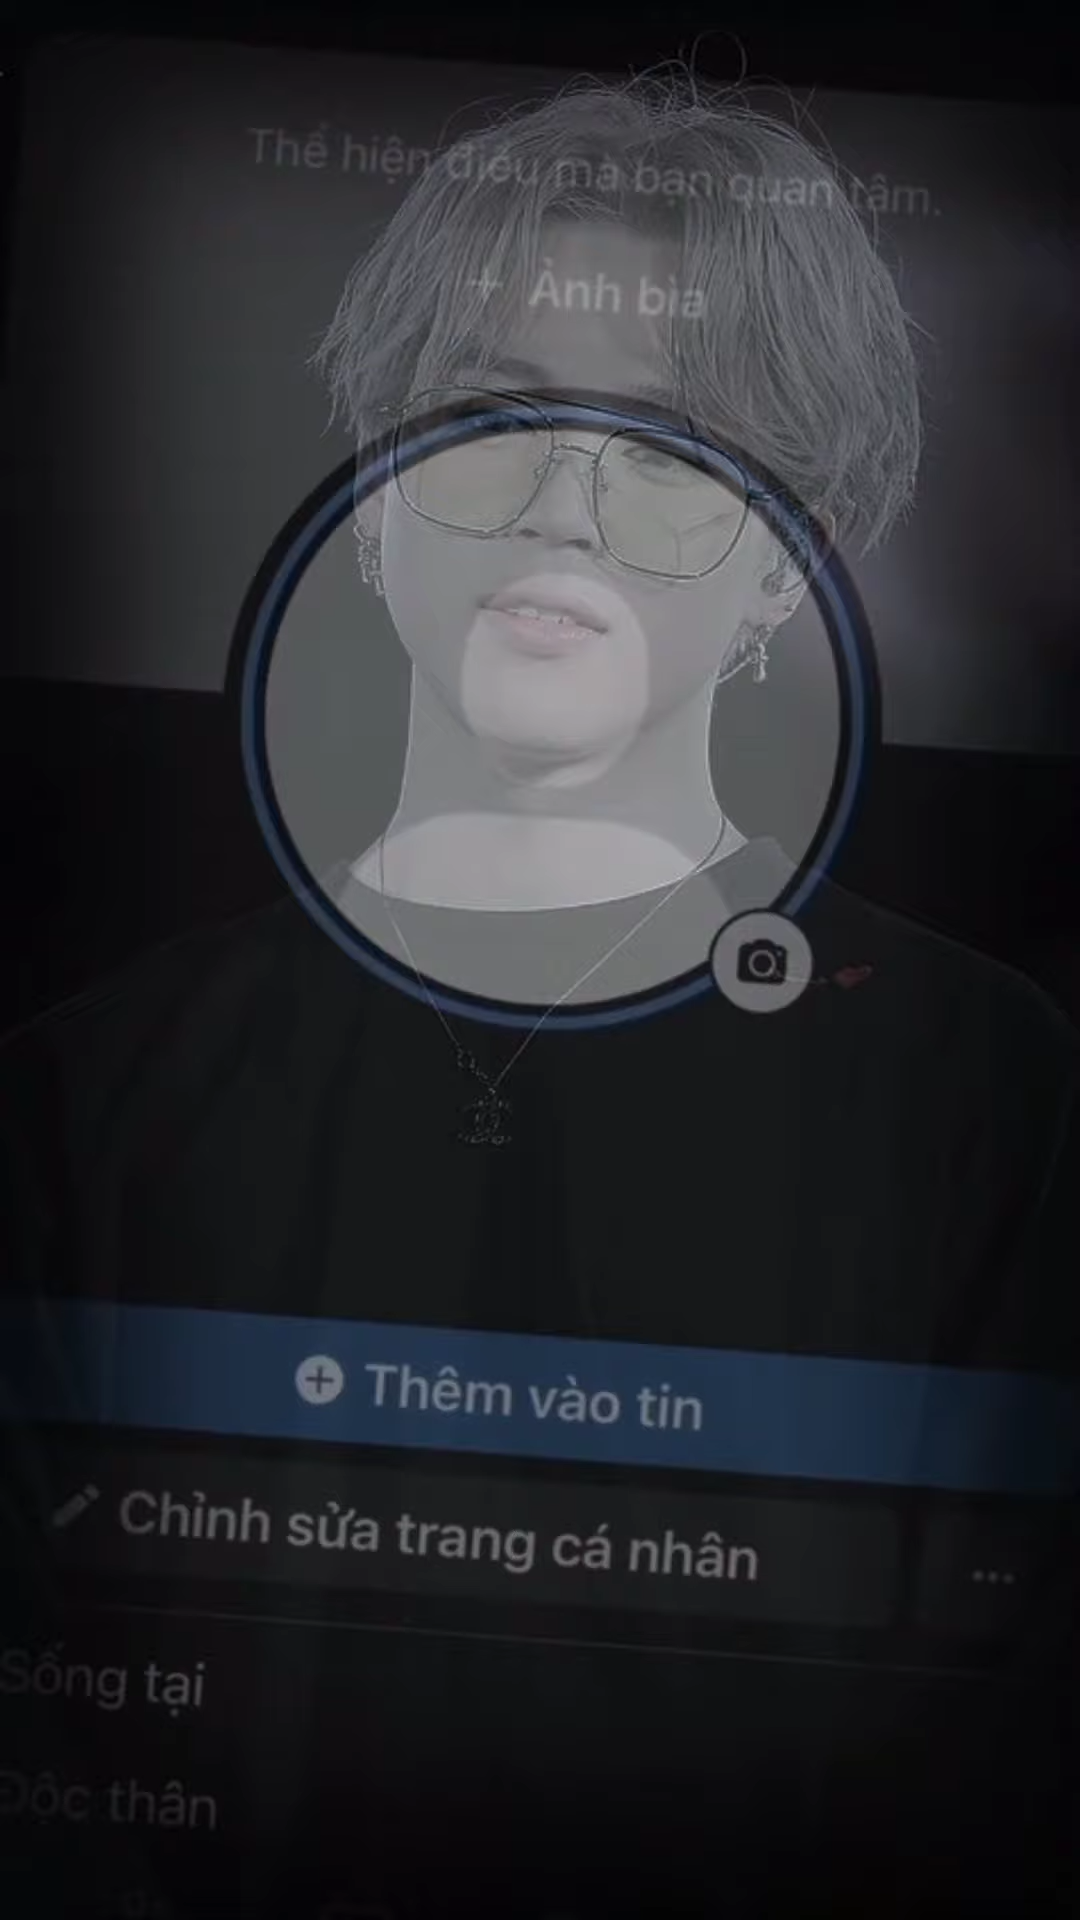 Thể hiện điều mà bạn quan tâm.
+ Ảnh bìa
Thêm vào tin
Chỉnh sửa trang cá nhân
...
Sống tại
Độc thân